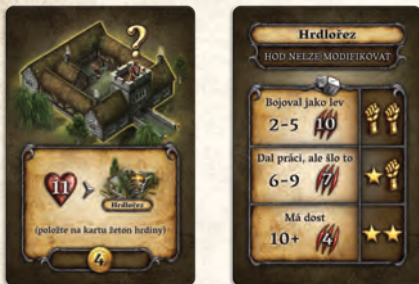 ?
11 > 7
Hrdlořez
(položte na kartu žeton hrdiny)
4
Hrdlořez
HOD NELZE MODIFIKOVAT
Bojoval jako lev
2-5 10
Dal práci, ale šlo to
6-9 7
Má dost
10+ 4